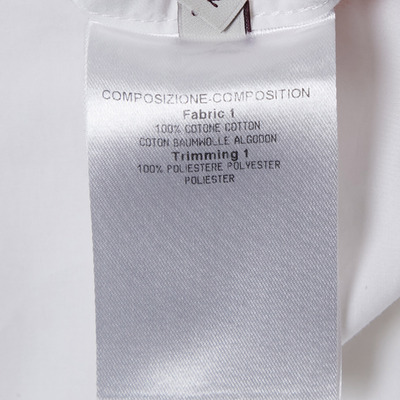 COMPOSIZIONE-COMPOSITION
Fabric 1
100% COTONE COTTON
COTON BAUMWOLLE ALGODON
Trimming 1
100% POLIESTERE POLYESTER
POLIESTER